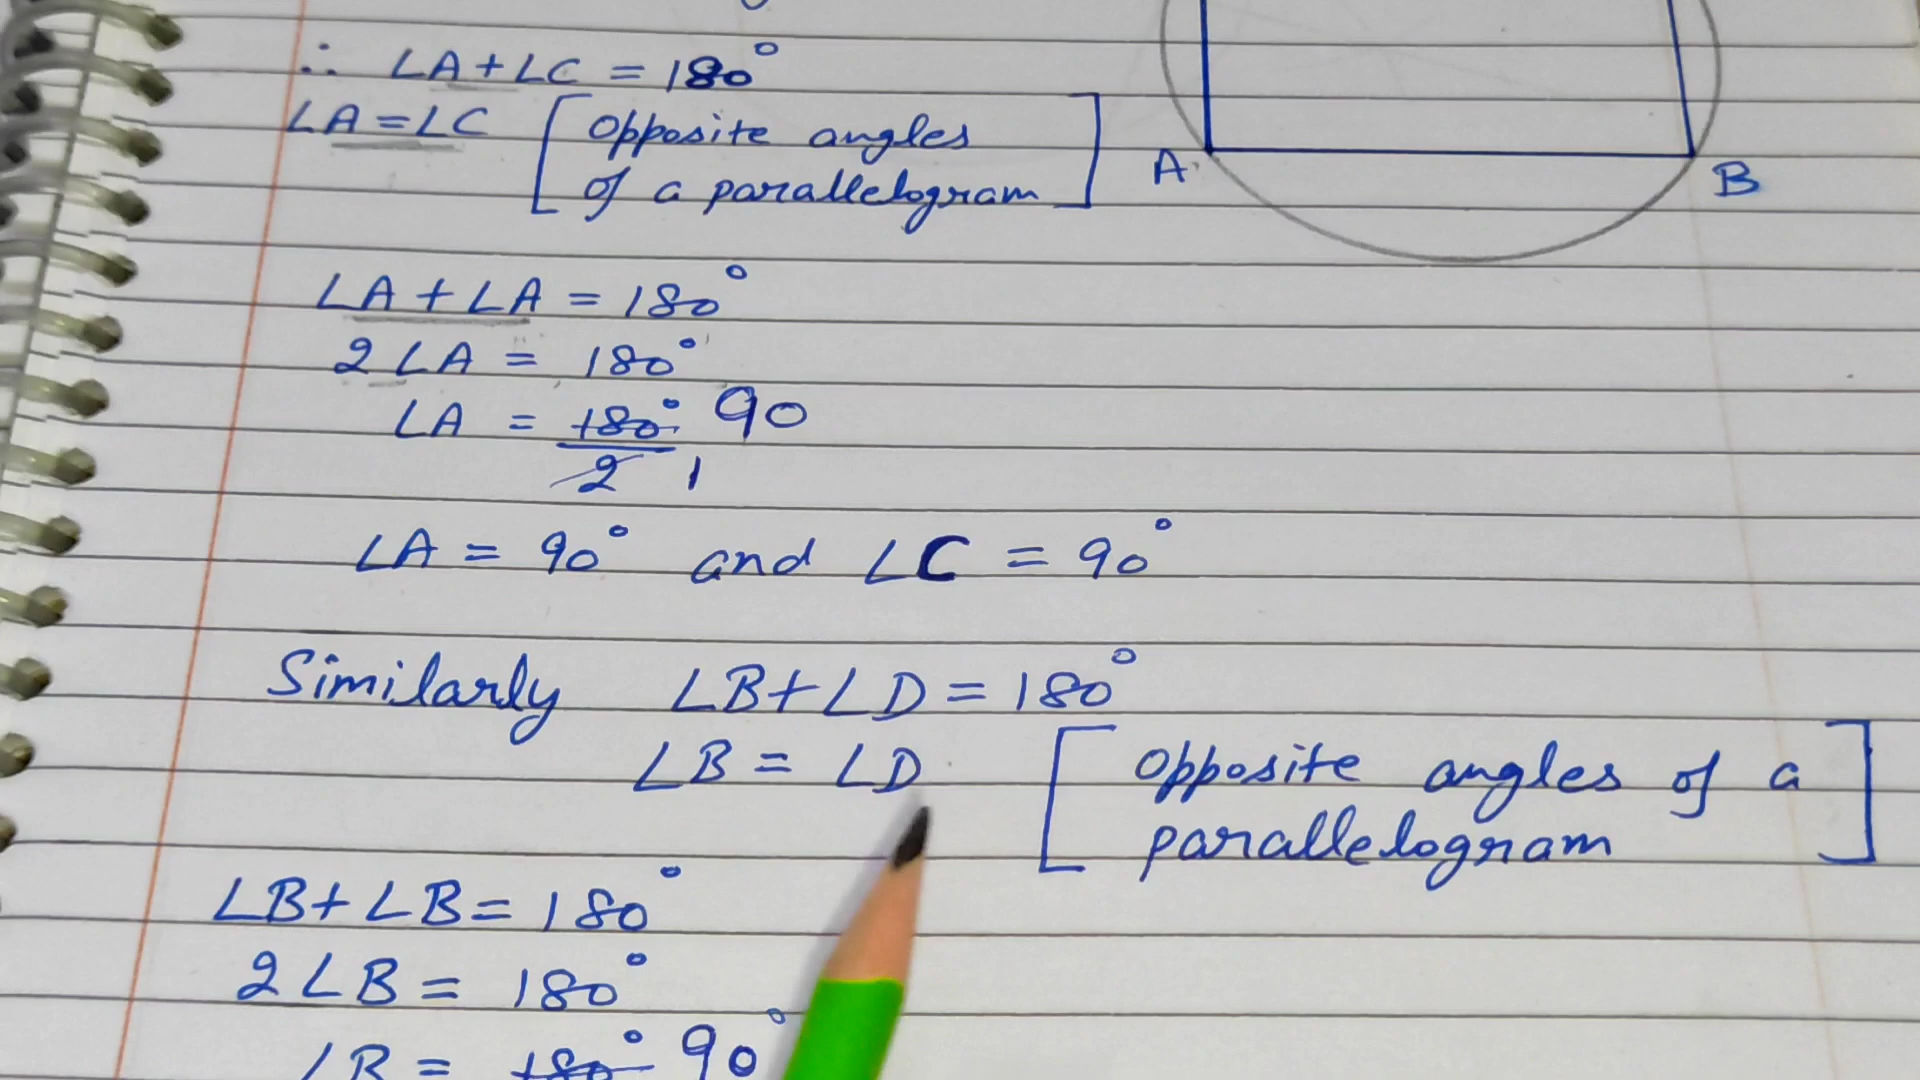 ∴ ∠A+∠C = 180°
∠A=∠C [Opposite angles
of a parallelogram]
A
B
∠A+∠A = 180°
2∠A = 180°
∠A = 180° 90
2 1
∠A = 90° and ∠C = 90°
Similarly ∠B+∠D=180°
∠B = ∠D [Opposite angles of a
parallelogram]
∠B+∠B=180°
2∠B = 180°
∠B = 180° 90°